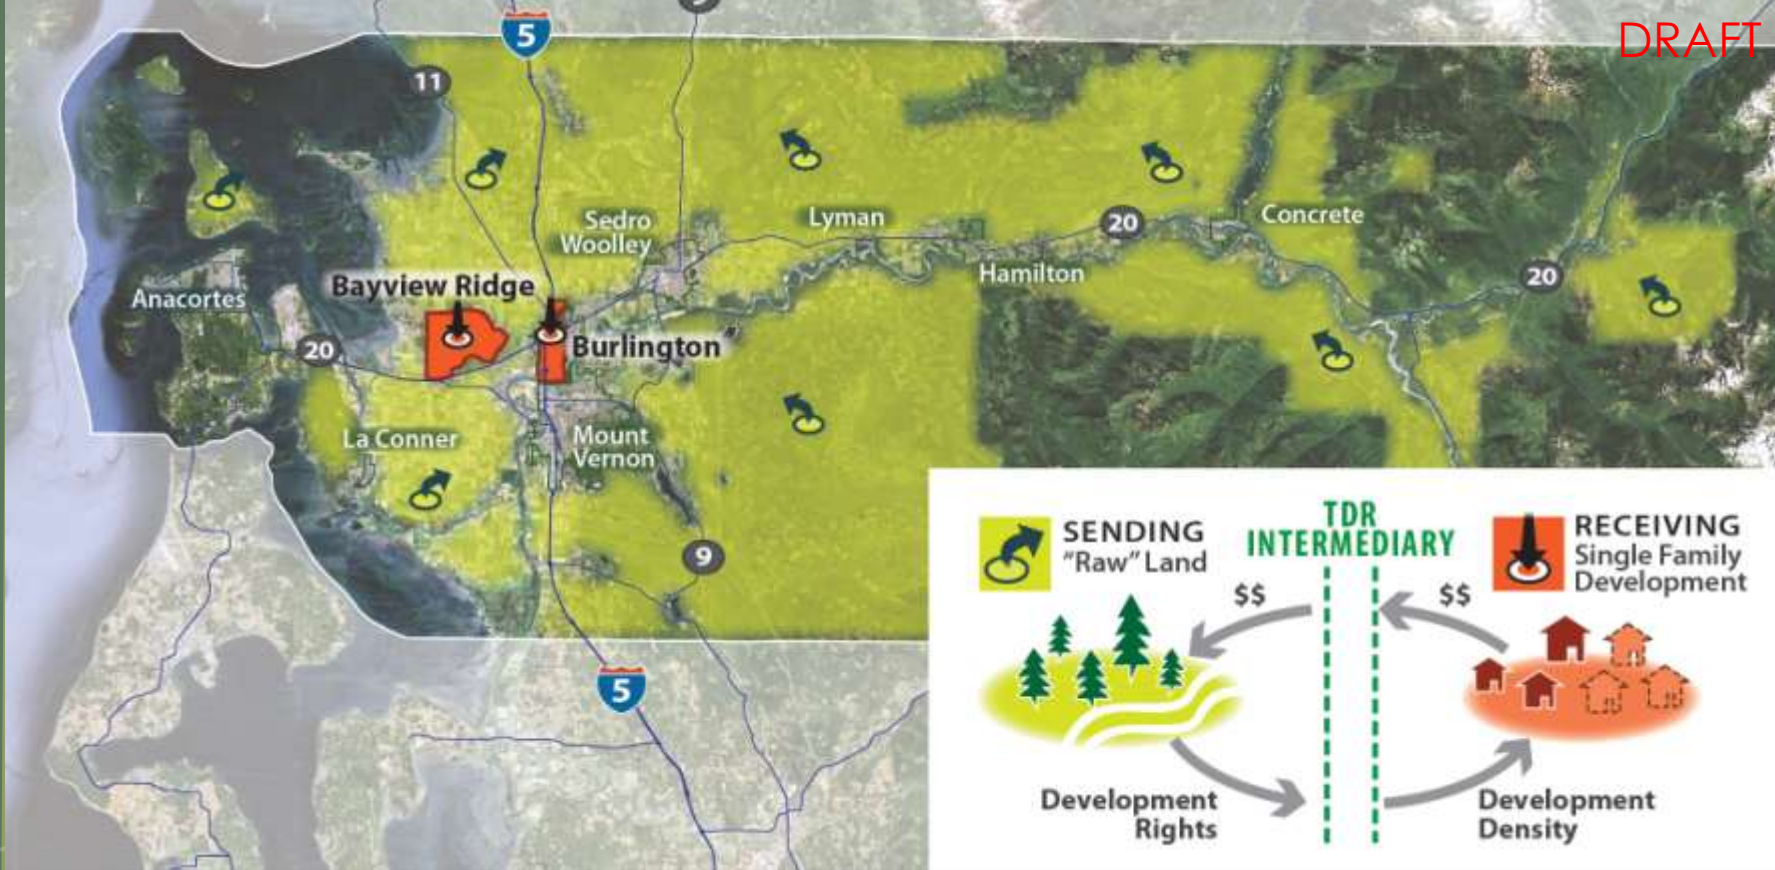 DRAFT
5
11
Sedro
Woolley
Lyman
20
Concrete
Hamilton
20
Anacortes
Bayview Ridge
20
Burlington
La Conner
Mount
Vernon
9
5
SENDING
"Raw" Land
TDR
INTERMEDIARY
RECEIVING
Single Family
Development
$$
$$
Development
Rights
Development
Density